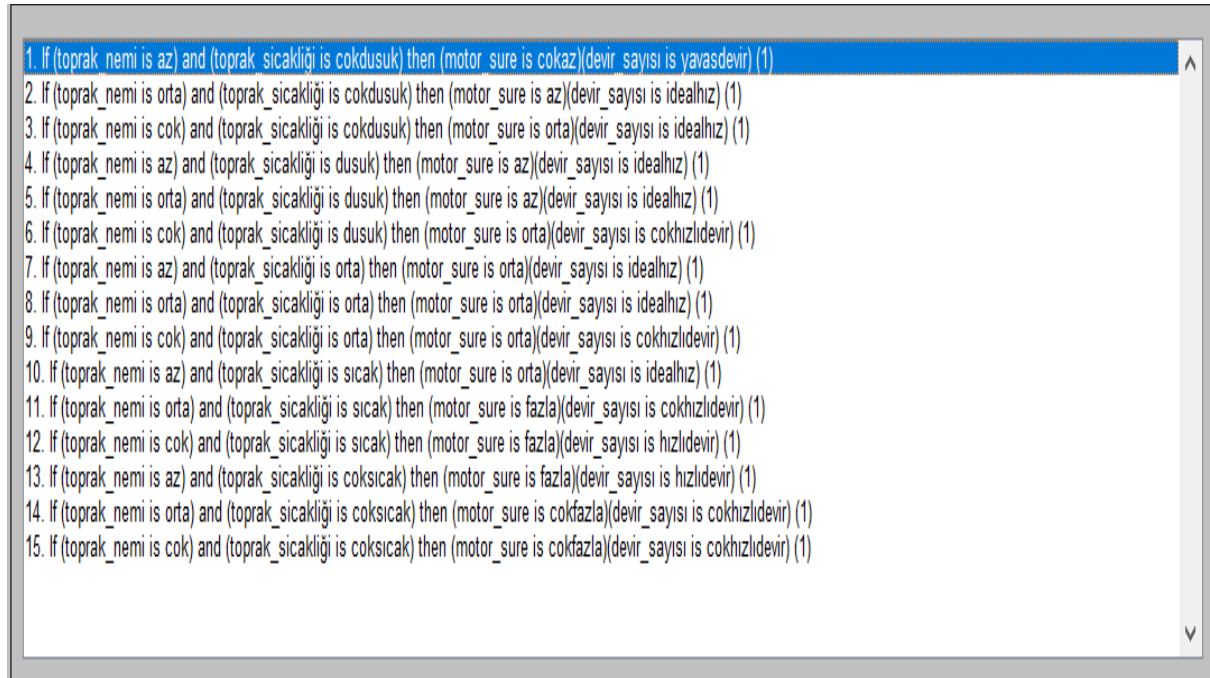 1. If (toprak_nemi is az) and (toprak_sicakliği is cokdusuk) then (motor_sure is cokaz)(devir_sayısı is yavasdevir) (1)
2. If (toprak_nemi is orta) and (toprak_sicakliği is cokdusuk) then (motor_sure is az)(devir_sayısı is idealhız) (1)
3. If (toprak_nemi is cok) and (toprak_sicakliği is cokdusuk) then (motor_sure is orta)(devir_sayısı is idealhız) (1)
4. If (toprak_nemi is az) and (toprak_sicakliği is dusuk) then (motor_sure is az)(devir_sayısı is idealhız) (1)
5. If (toprak_nemi is orta) and (toprak_sicakliği is dusuk) then (motor_sure is az)(devir_sayısı is idealhız) (1)
6. If (toprak_nemi is cok) and (toprak_sicakliği is dusuk) then (motor_sure is orta)(devir_sayısı is cokhızlıdevir) (1)
7. If (toprak_nemi is az) and (toprak_sicakliği is orta) then (motor_sure is orta)(devir_sayısı is idealhız) (1)
8. If (toprak_nemi is orta) and (toprak_sicakliği is orta) then (motor_sure is orta)(devir_sayısı is idealhız) (1)
9. If (toprak_nemi is cok) and (toprak_sicakliği is orta) then (motor_sure is orta)(devir_sayısı is cokhızlıdevir) (1)
10. If (toprak_nemi is az) and (toprak_sicakliği is sıcak) then (motor_sure is orta)(devir_sayısı is idealhız) (1)
11. If (toprak_nemi is orta) and (toprak_sicakliği is sıcak) then (motor_sure is fazla)(devir_sayısı is cokhızlıdevir) (1)
12. If (toprak_nemi is cok) and (toprak_sicakliği is sıcak) then (motor_sure is fazla)(devir_sayısı is hızlıdevir) (1)
13. If (toprak_nemi is az) and (toprak_sicakliği is coksıcak) then (motor_sure is fazla)(devir_sayısı is hızlıdevir) (1)
14. If (toprak_nemi is orta) and (toprak_sicakliği is coksıcak) then (motor_sure is cokfazla)(devir_sayısı is cokhızlıdevir) (1)
15. If (toprak_nemi is cok) and (toprak_sicakliği is coksıcak) then (motor_sure is cokfazla)(devir_sayısı is cokhızlıdevir) (1)